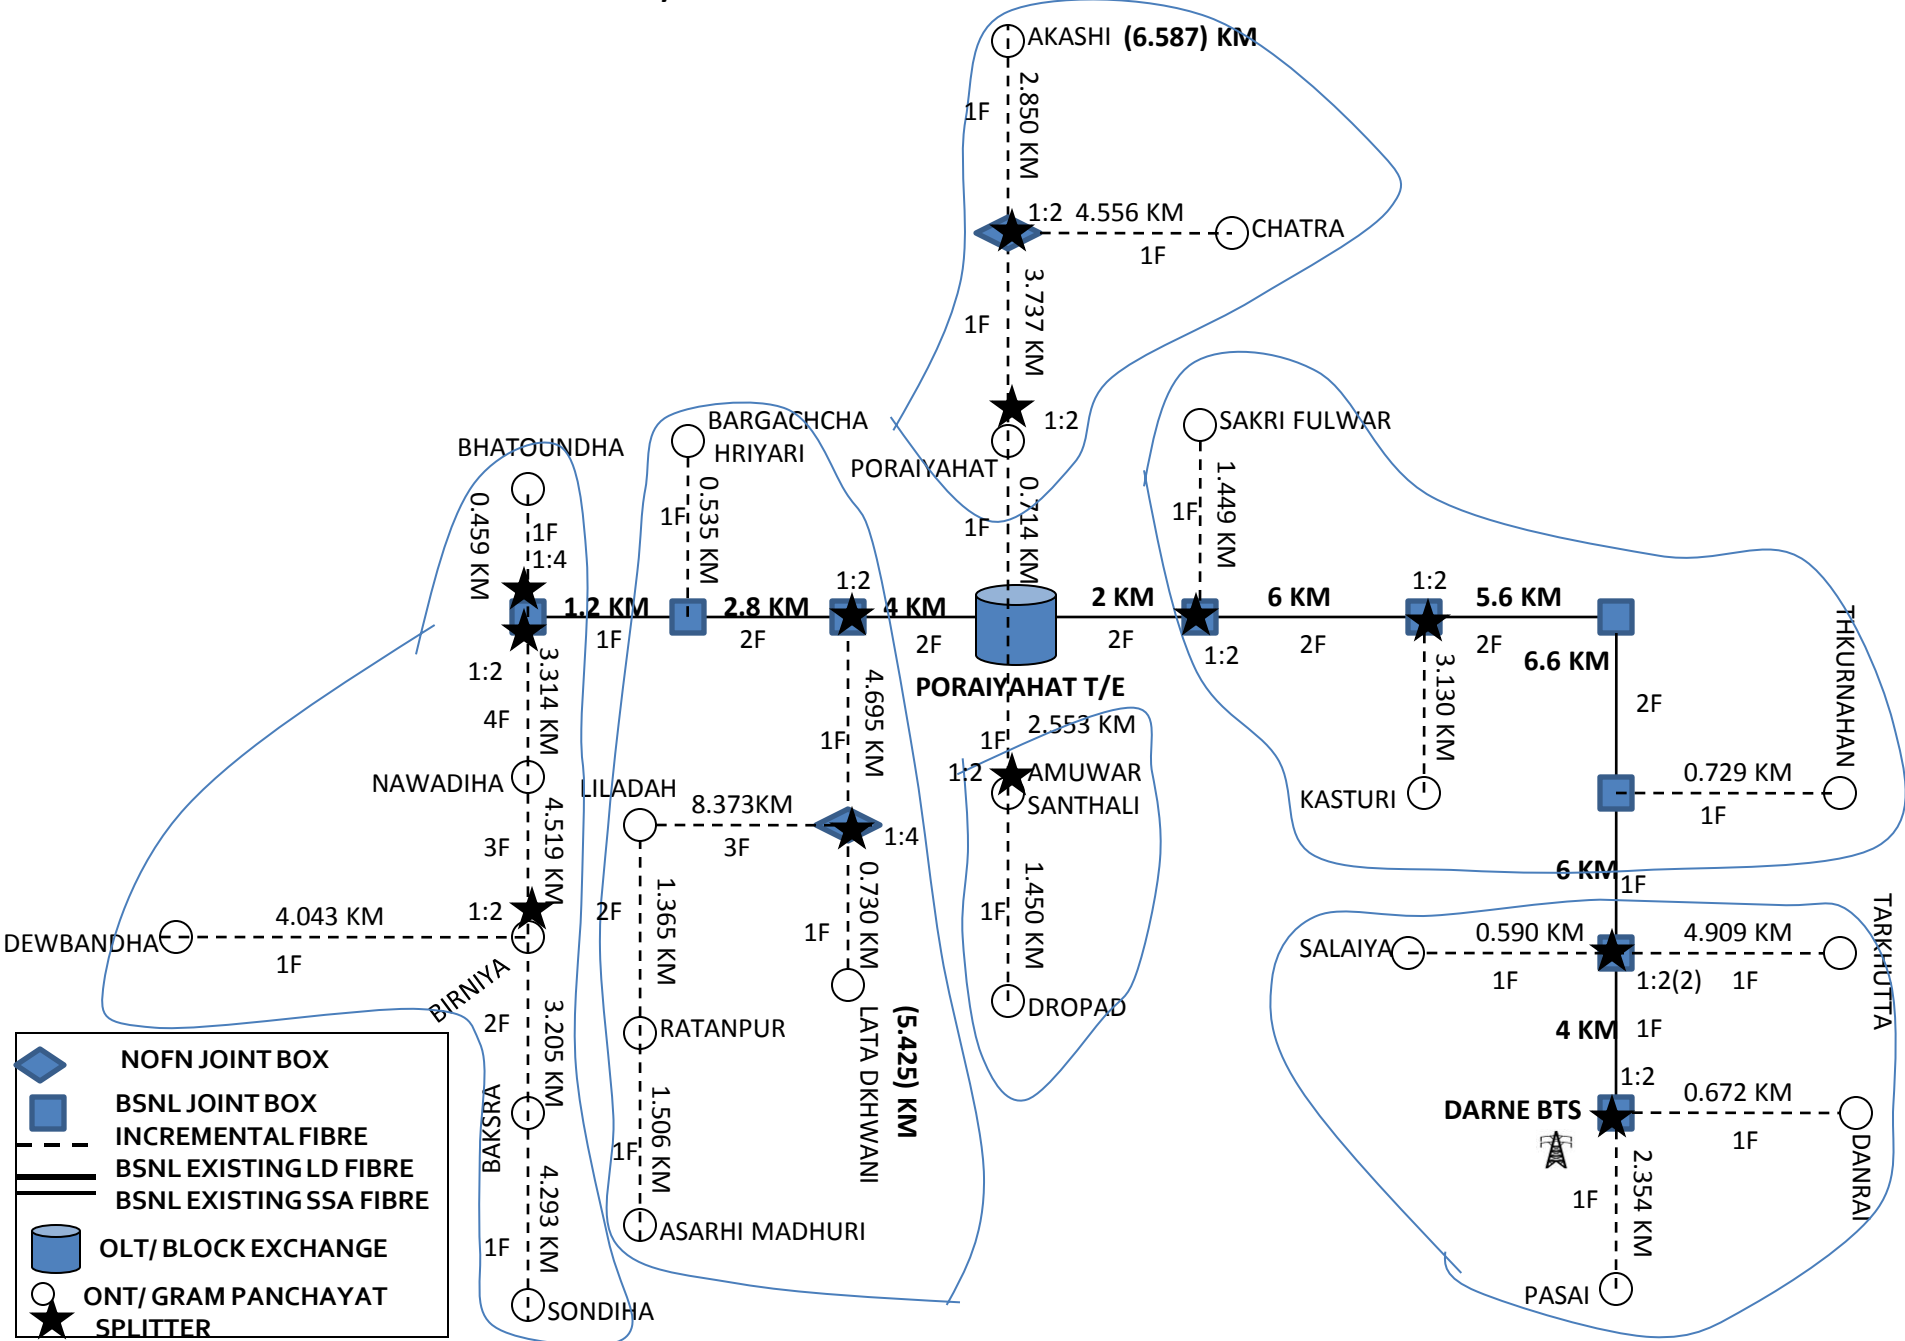 AKASHI (6.587) KM
2.850 KM
1F
1:2 4.556 KM
CHATRA
1F
3.737 KM
1F
1:2
PORAIYAHAT
0.714 KM
1F
SAKRI FULWAR
1.449 KM
1F
BARGACHCHA
HRIYARI
0.535 KM
1F
BHATOUNDHA
0.459 KM
1F
1:4
1.2 KM
1F
2.8 KM
2F
1:2
4 KM
2F
2 KM
2F
1:2
6 KM
2F
1:2
5.6 KM
2F
6.6 KM
2F
THKURNAHAN
PORAIYAHAT T/E
1:2
3.314 KM
4F
NAWADIHA
4.519 KM
3F
1:2
4.043 KM
DEWBANDHA
1F
BIRNIYA
3.205 KM
2F
BAKSRA
4.293 KM
1F
SONDIHA
4.695 KM
1F
LILADAH
8.373KM
3F
1:4
1.365 KM
2F
0.730 KM
1F
RATANPUR
LATA DKHWANI
(5.425) KM
1.506 KM
1F
ASARHI MADHURI
2.553 KM
1F
1:2
AMUWAR
SANTHALI
1.450 KM
1F
DROPAD
3.130 KM
KASTURI
0.729 KM
1F
6 KM
1F
SALAIYA
0.590 KM
1F
4.909 KM
1:2(2)
1F
TARKHUTTA
4 KM
1F
1:2
DARNE BTS
0.672 KM
1F
DANRAI
2.354 KM
1F
PASAI
NOFN JOINT BOX
BSNL JOINT BOX
INCREMENTAL FIBRE
BSNL EXISTING LD FIBRE
BSNL EXISTING SSA FIBRE
OLT/ BLOCK EXCHANGE
ONT/ GRAM PANCHAYAT
SPLITTER